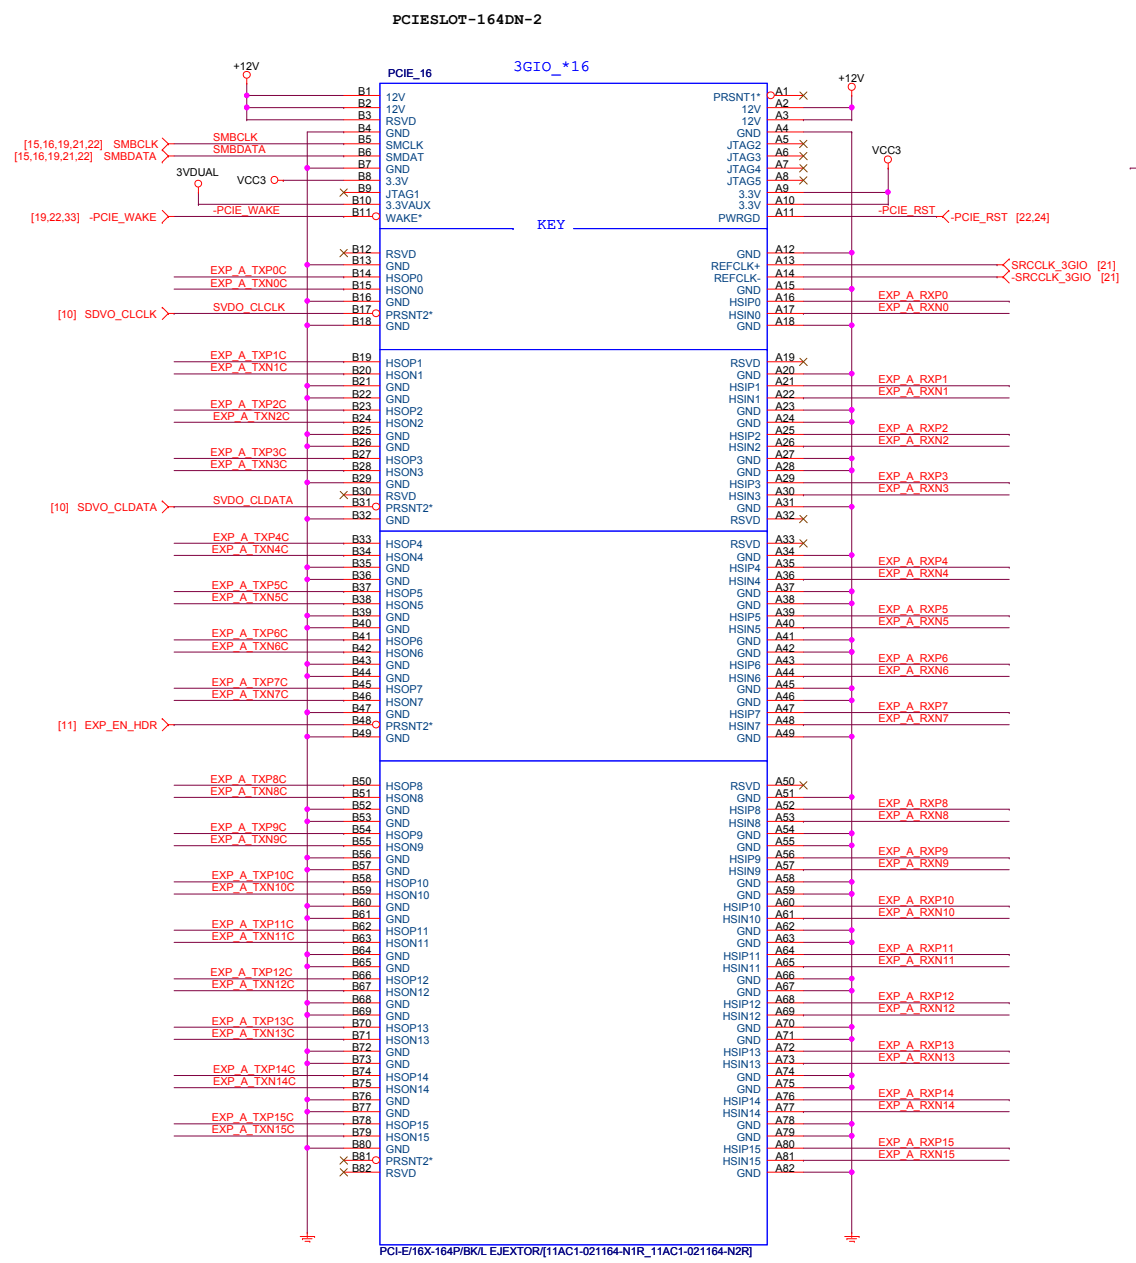 PCIESLOT-164DN-2
3GIO_*16
PCIE_16
+12V
+12V
B1 12V PRSNT1* A1
B2 12V 12V A2
B3 RSVD 12V A3
B4 GND GND A4
[15,16,19,21,22] SMBCLK SMBCLK B5 SMCLK JTAG2 A5
[15,16,19,21,22] SMBDATA SMBDATA B6 SMDAT JTAG3 A6
VCC3
B7 GND JTAG4 A7
3VDUAL VCC3 B8 3.3V JTAG5 A8
B9 JTAG1 3.3V A9
B10 3.3VAUX 3.3V A10
[19,22,33] -PCIE_WAKE -PCIE_WAKE B11 WAKE* PWRGD A11 -PCIE_RST -PCIE_RST [22,24]
KEY
B12 RSVD GND A12
B13 GND REFCLK+ A13 SRCCLK_3GIO [21]
EXP_A_TXP0C B14 HSOP0 REFCLK- A14 -SRCCLK_3GIO [21]
EXP_A_TXN0C B15 HSON0 GND A15
B16 GND HSIP0 A16 EXP_A_RXP0
[10] SDVO_CLCLK SVDO_CLCLK B17 PRSNT2* HSIN0 A17 EXP_A_RXN0
B18 GND GND A18
EXP_A_TXP1C B19 HSOP1 RSVD A19
EXP_A_TXN1C B20 HSON1 GND A20
B21 GND HSIP1 A21 EXP_A_RXP1
B22 GND HSIN1 A22 EXP_A_RXN1
EXP_A_TXP2C B23 HSOP2 GND A23
EXP_A_TXN2C B24 HSON2 GND A24
B25 GND HSIP2 A25 EXP_A_RXP2
B26 GND HSIN2 A26 EXP_A_RXN2
EXP_A_TXP3C B27 HSOP3 GND A27
EXP_A_TXN3C B28 HSON3 GND A28
B29 GND HSIP3 A29 EXP_A_RXP3
B30 RSVD HSIN3 A30 EXP_A_RXN3
[10] SDVO_CLDATA SVDO_CLDATA B31 PRSNT2* GND A31
B32 GND RSVD A32
EXP_A_TXP4C B33 HSOP4 RSVD A33
EXP_A_TXN4C B34 HSON4 GND A34
B35 GND HSIP4 A35 EXP_A_RXP4
B36 GND HSIN4 A36 EXP_A_RXN4
EXP_A_TXP5C B37 HSOP5 GND A37
EXP_A_TXN5C B38 HSON5 GND A38
B39 GND HSIP5 A39 EXP_A_RXP5
B40 GND HSIN5 A40 EXP_A_RXN5
EXP_A_TXP6C B41 HSOP6 GND A41
EXP_A_TXN6C B42 HSON6 GND A42
B43 GND HSIP6 A43 EXP_A_RXP6
B44 GND HSIN6 A44 EXP_A_RXN6
EXP_A_TXP7C B45 HSOP7 GND A45
EXP_A_TXN7C B46 HSON7 GND A46
B47 GND HSIP7 A47 EXP_A_RXP7
[11] EXP_EN_HDR B48 PRSNT2* HSIN7 A48 EXP_A_RXN7
B49 GND GND A49
EXP_A_TXP8C B50 HSOP8 RSVD A50
EXP_A_TXN8C B51 HSON8 GND A51
B52 GND HSIP8 A52 EXP_A_RXP8
B53 GND HSIN8 A53 EXP_A_RXN8
EXP_A_TXP9C B54 HSOP9 GND A54
EXP_A_TXN9C B55 HSON9 GND A55
B56 GND HSIP9 A56 EXP_A_RXP9
B57 GND HSIN9 A57 EXP_A_RXN9
EXP_A_TXP10C B58 HSOP10 GND A58
EXP_A_TXN10C B59 HSON10 GND A59
B60 GND HSIP10 A60 EXP_A_RXP10
B61 GND HSIN10 A61 EXP_A_RXN10
EXP_A_TXP11C B62 HSOP11 GND A62
EXP_A_TXN11C B63 HSON11 GND A63
B64 GND HSIP11 A64 EXP_A_RXP11
B65 GND HSIN11 A65 EXP_A_RXN11
EXP_A_TXP12C B66 HSOP12 GND A66
EXP_A_TXN12C B67 HSON12 GND A67
B68 GND HSIP12 A68 EXP_A_RXP12
B69 GND HSIN12 A69 EXP_A_RXN12
EXP_A_TXP13C B70 HSOP13 GND A70
EXP_A_TXN13C B71 HSON13 GND A71
B72 GND HSIP13 A72 EXP_A_RXP13
B73 GND HSIN13 A73 EXP_A_RXN13
EXP_A_TXP14C B74 HSOP14 GND A74
EXP_A_TXN14C B75 HSON14 GND A75
B76 GND HSIP14 A76 EXP_A_RXP14
B77 GND HSIN14 A77 EXP_A_RXN14
EXP_A_TXP15C B78 HSOP15 GND A78
EXP_A_TXN15C B79 HSON15 GND A79
B80 GND HSIP15 A80 EXP_A_RXP15
B81 PRSNT2* HSIN15 A81 EXP_A_RXN15
B82 RSVD GND A82
PCI-E/16X-164P/BK/L EJEXTOR/[11AC1-021164-N1R_11AC1-021164-N2R]